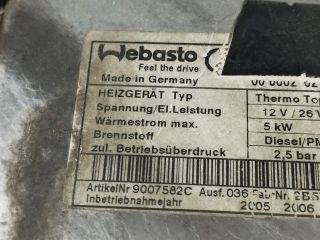 Webasto
Feel the drive
Made in Germany
HEIZGERÄT Typ Thermo
Spannung/El.Leistung 12 V / 26
Wärmestrom max. 5 kW
Brennstoff Diesel/PM
zul. Betriebsüberdruck 2,5 bar
ArtikelNr 9007582C Ausf. 036
Inbetriebnahmejahr 2005 2006